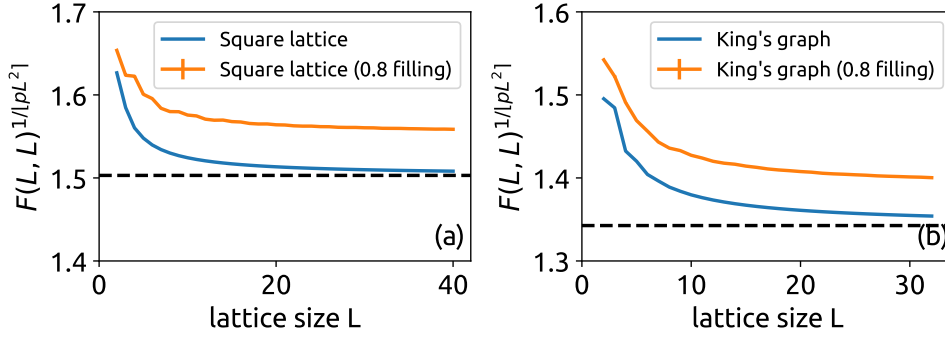 1.7
1.6
1.5
1.4
0
20
40
F(L, L)^{1/⌊pL^2⌉}
lattice size L
Square lattice
Square lattice (0.8 filling)
(a)
1.6
1.5
1.4
1.3
0
10
20
30
F(L, L)^{1/⌊pL^2⌉}
lattice size L
King's graph
King's graph (0.8 filling)
(b)